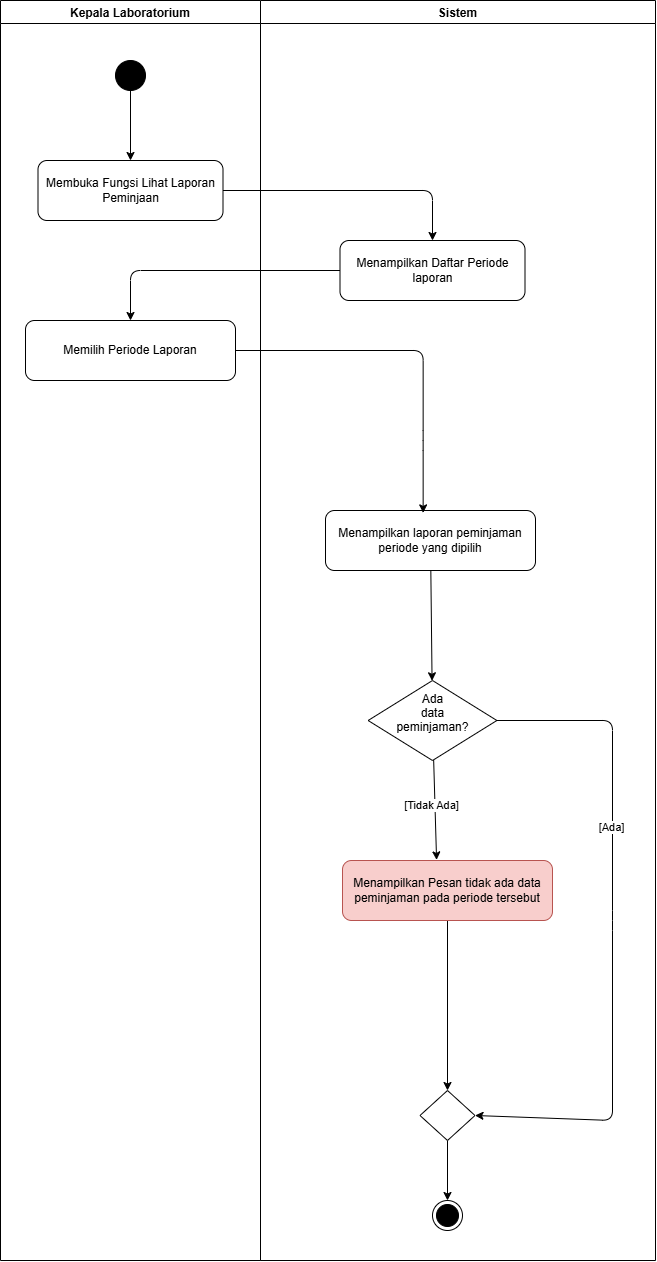 Kepala Laboratorium
Sistem
Membuka Fungsi Lihat Laporan
Peminjaan
Menampilkan Daftar Periode
laporan
Memilih Periode Laporan
Menampilkan laporan peminjaman
periode yang dipilih
Ada
data
peminjaman?
[Tidak Ada]
[Ada]
Menampilkan Pesan tidak ada data
peminjaman pada periode tersebut